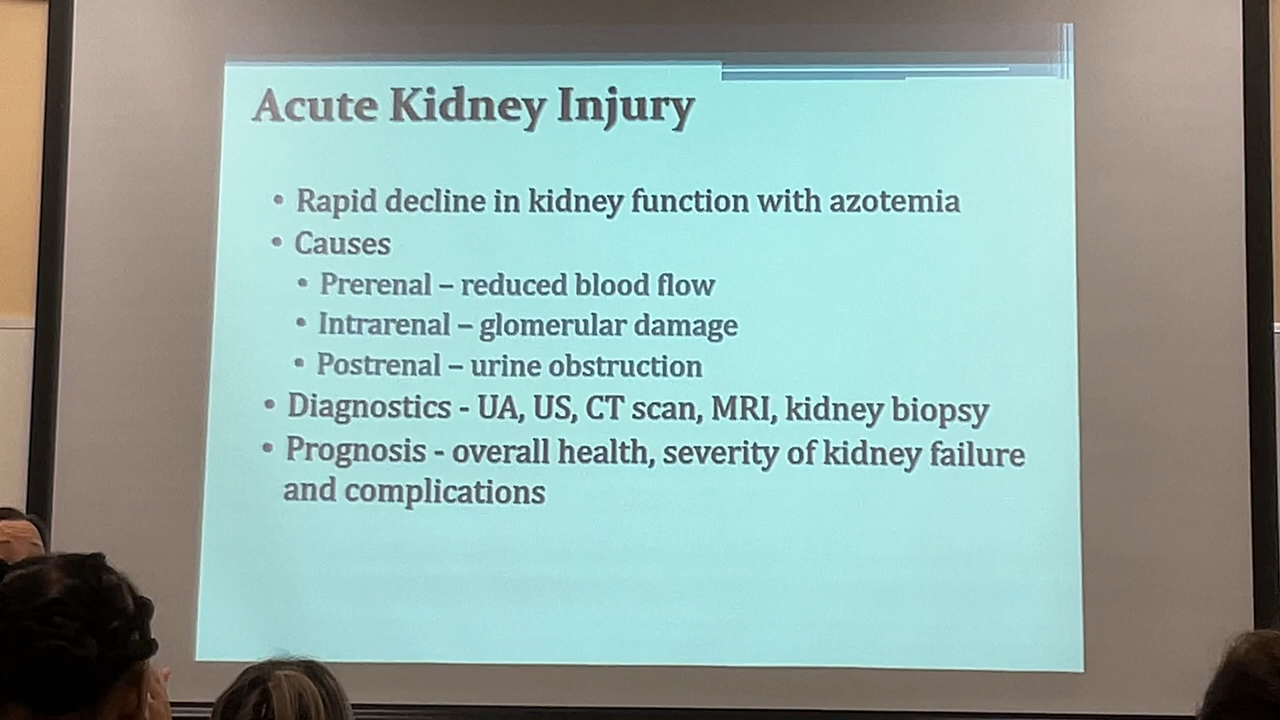 Acute Kidney Injury
• Rapid decline in kidney function with azotemia
• Causes
• Prerenal – reduced blood flow
• Intrarenal – glomerular damage
• Postrenal – urine obstruction
• Diagnostics - UA, US, CT scan, MRI, kidney biopsy
• Prognosis - overall health, severity of kidney failure
and complications